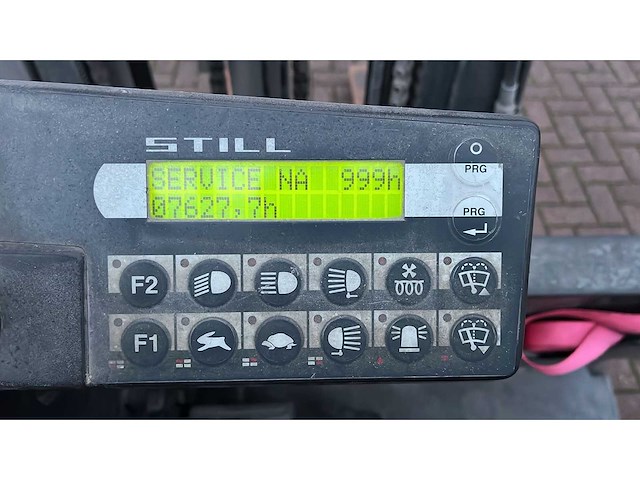 STILL
SERVICE NA 999h
07627,7h
PRG
PRG
F2
F1